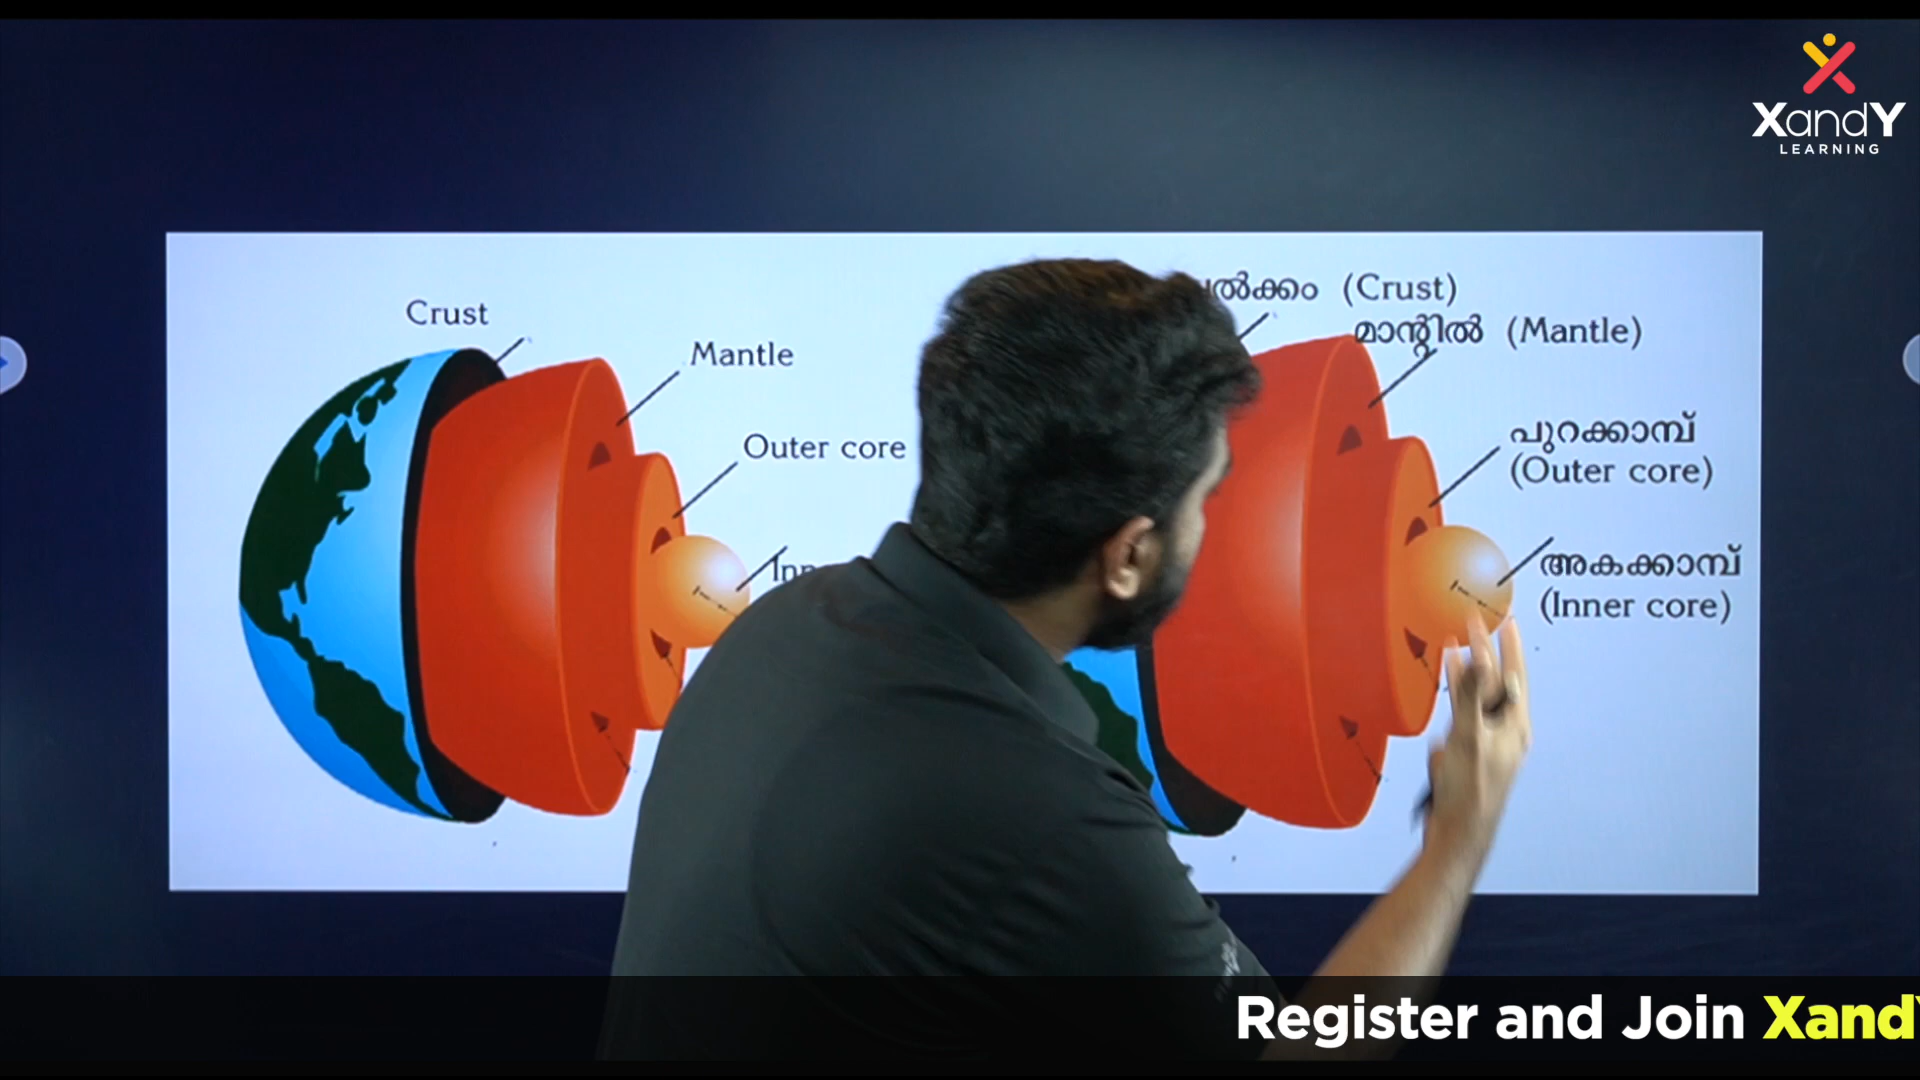 XandY
LEARNING
Crust
Mantle
Outer core
(Crust)
മാന്റിൽ (Mantle)
പുറക്കാമ്പ്
(Outer core)
അകക്കാമ്പ്
(Inner core)
Register and Join